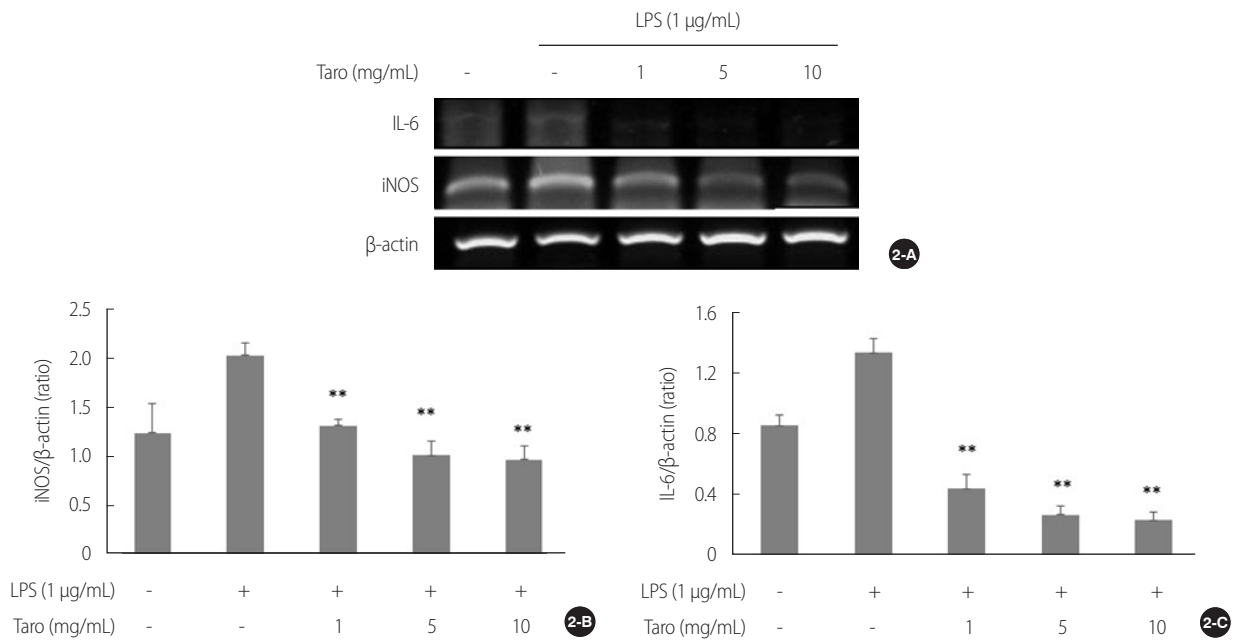 LPS (1 μg/mL)
Taro (mg/mL) - - 1 5 10
IL-6
iNOS
β-actin
2-A
2.5
2.0
1.5
1.0
0.5
0
iNOS/β-actin (ratio)
** ** **
LPS (1 μg/mL) - + + + +
Taro (mg/mL) - - 1 5 10
2-B
1.6
1.2
0.8
0.4
0
IL-6/β-actin (ratio)
** ** **
LPS (1 μg/mL) - + + + +
Taro (mg/mL) - - 1 5 10
2-C